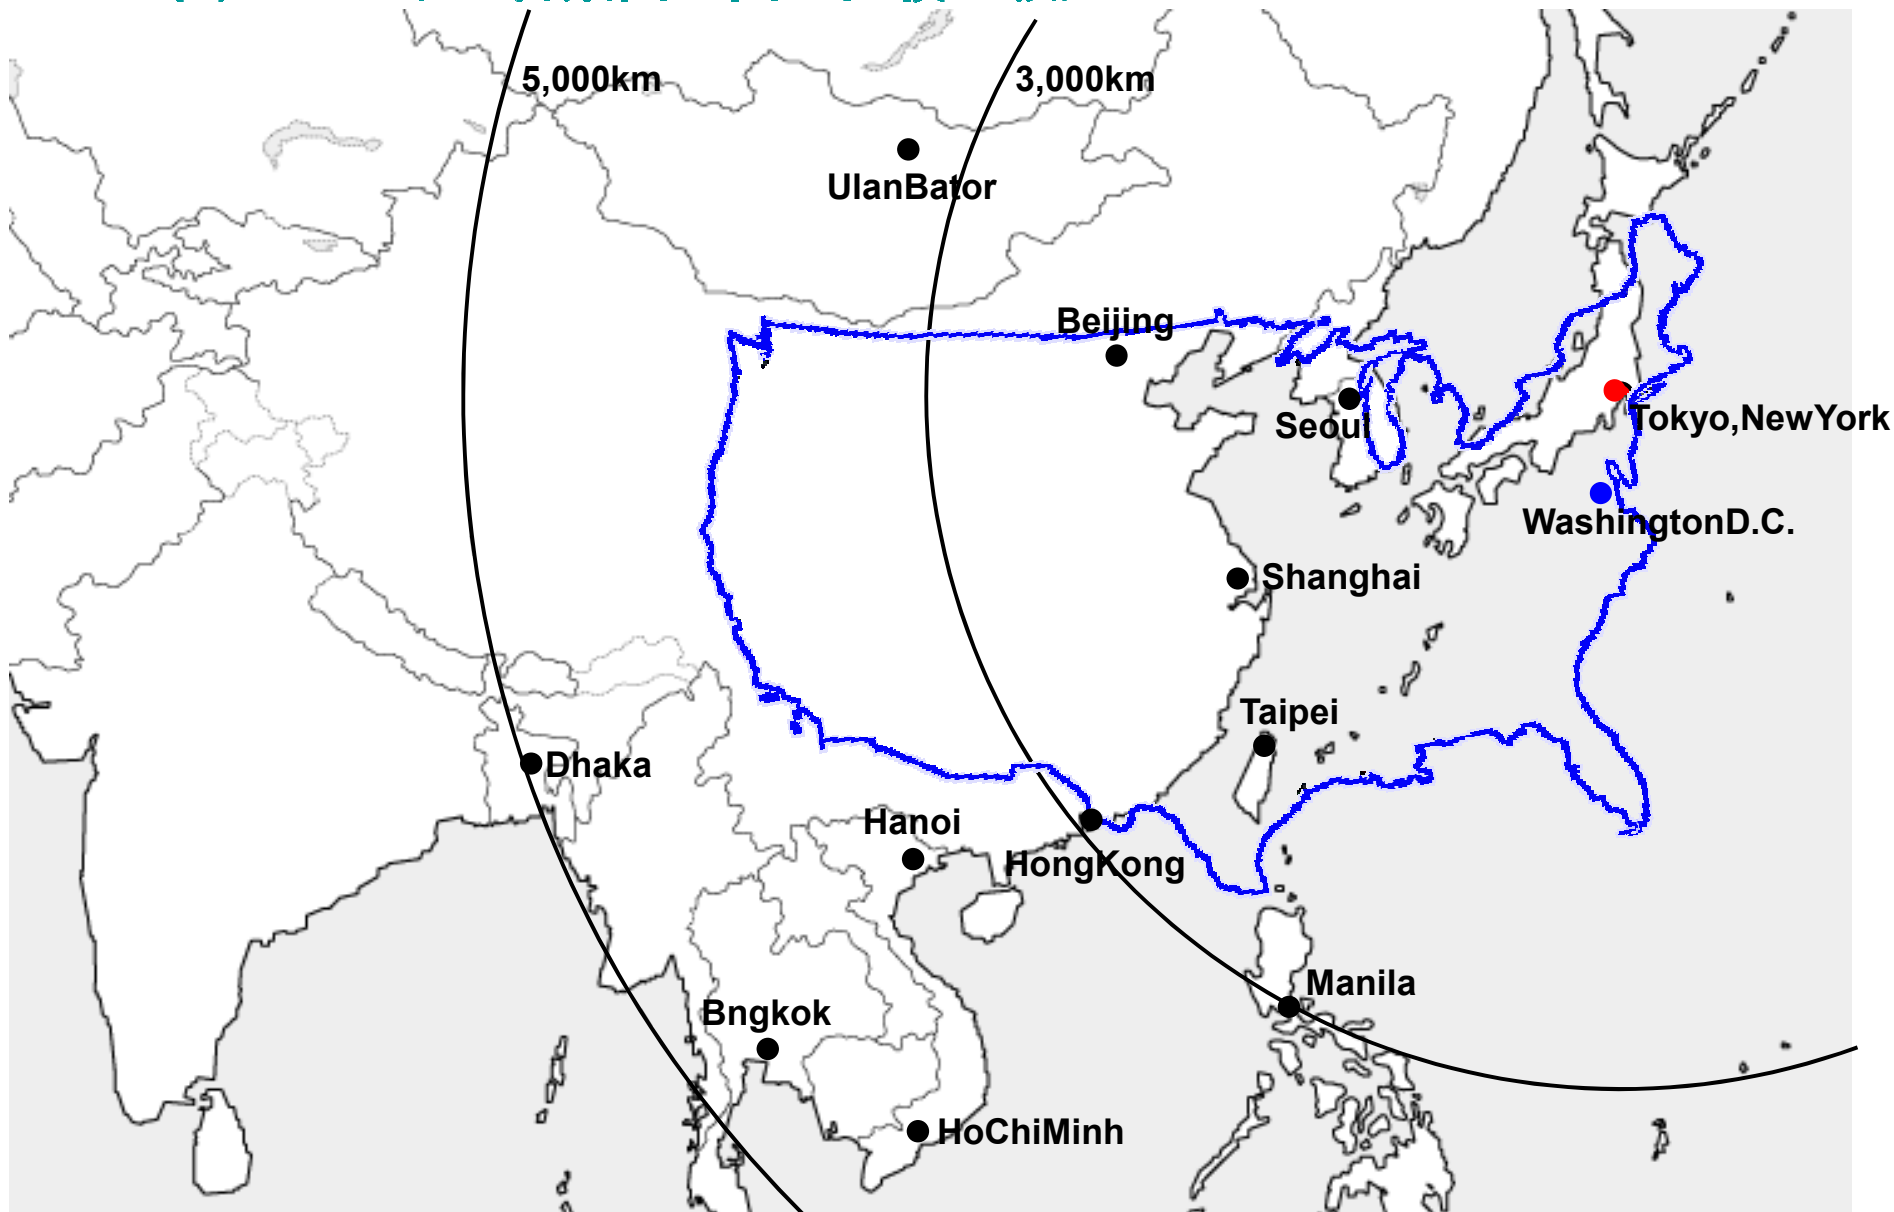 5,000km
3,000km
UlanBator
Beijing
Seoul
Tokyo,NewYork
WashingtonD.C.
Shanghai
Taipei
Dhaka
Hanoi
HongKong
Manila
Bngkok
HoChiMinh